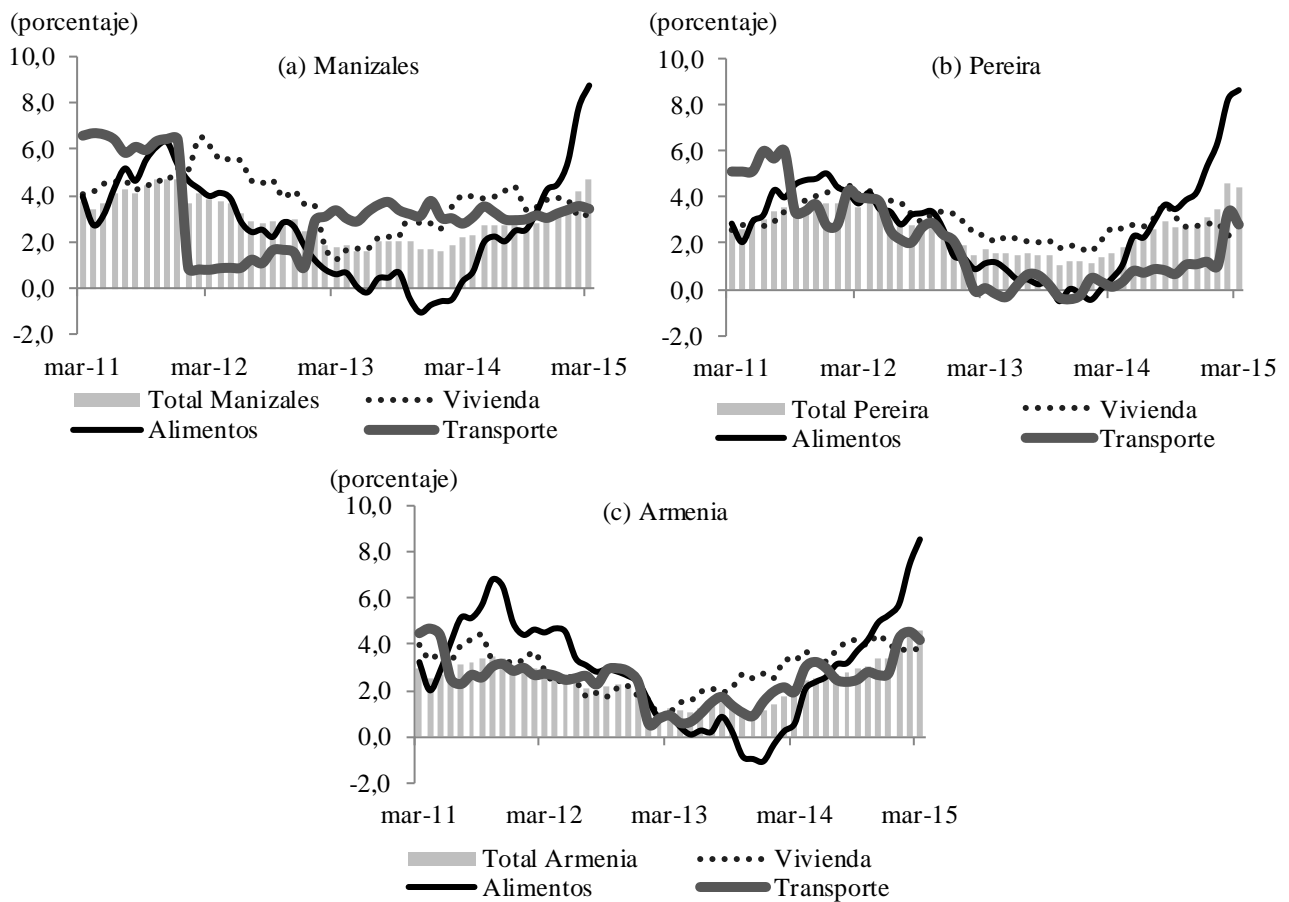 (porcentaje)
(a) Manizales
10,0
8,0
6,0
4,0
2,0
0,0
-2,0
mar-11 mar-12 mar-13 mar-14 mar-15
Total Manizales Vivienda
Alimentos Transporte
(porcentaje)
(b) Pereira
10,0
8,0
6,0
4,0
2,0
0,0
-2,0
mar-11 mar-12 mar-13 mar-14 mar-15
Total Pereira Vivienda
Alimentos Transporte
(porcentaje)
(c) Armenia
10,0
8,0
6,0
4,0
2,0
0,0
-2,0
mar-11 mar-12 mar-13 mar-14 mar-15
Total Armenia Vivienda
Alimentos Transporte